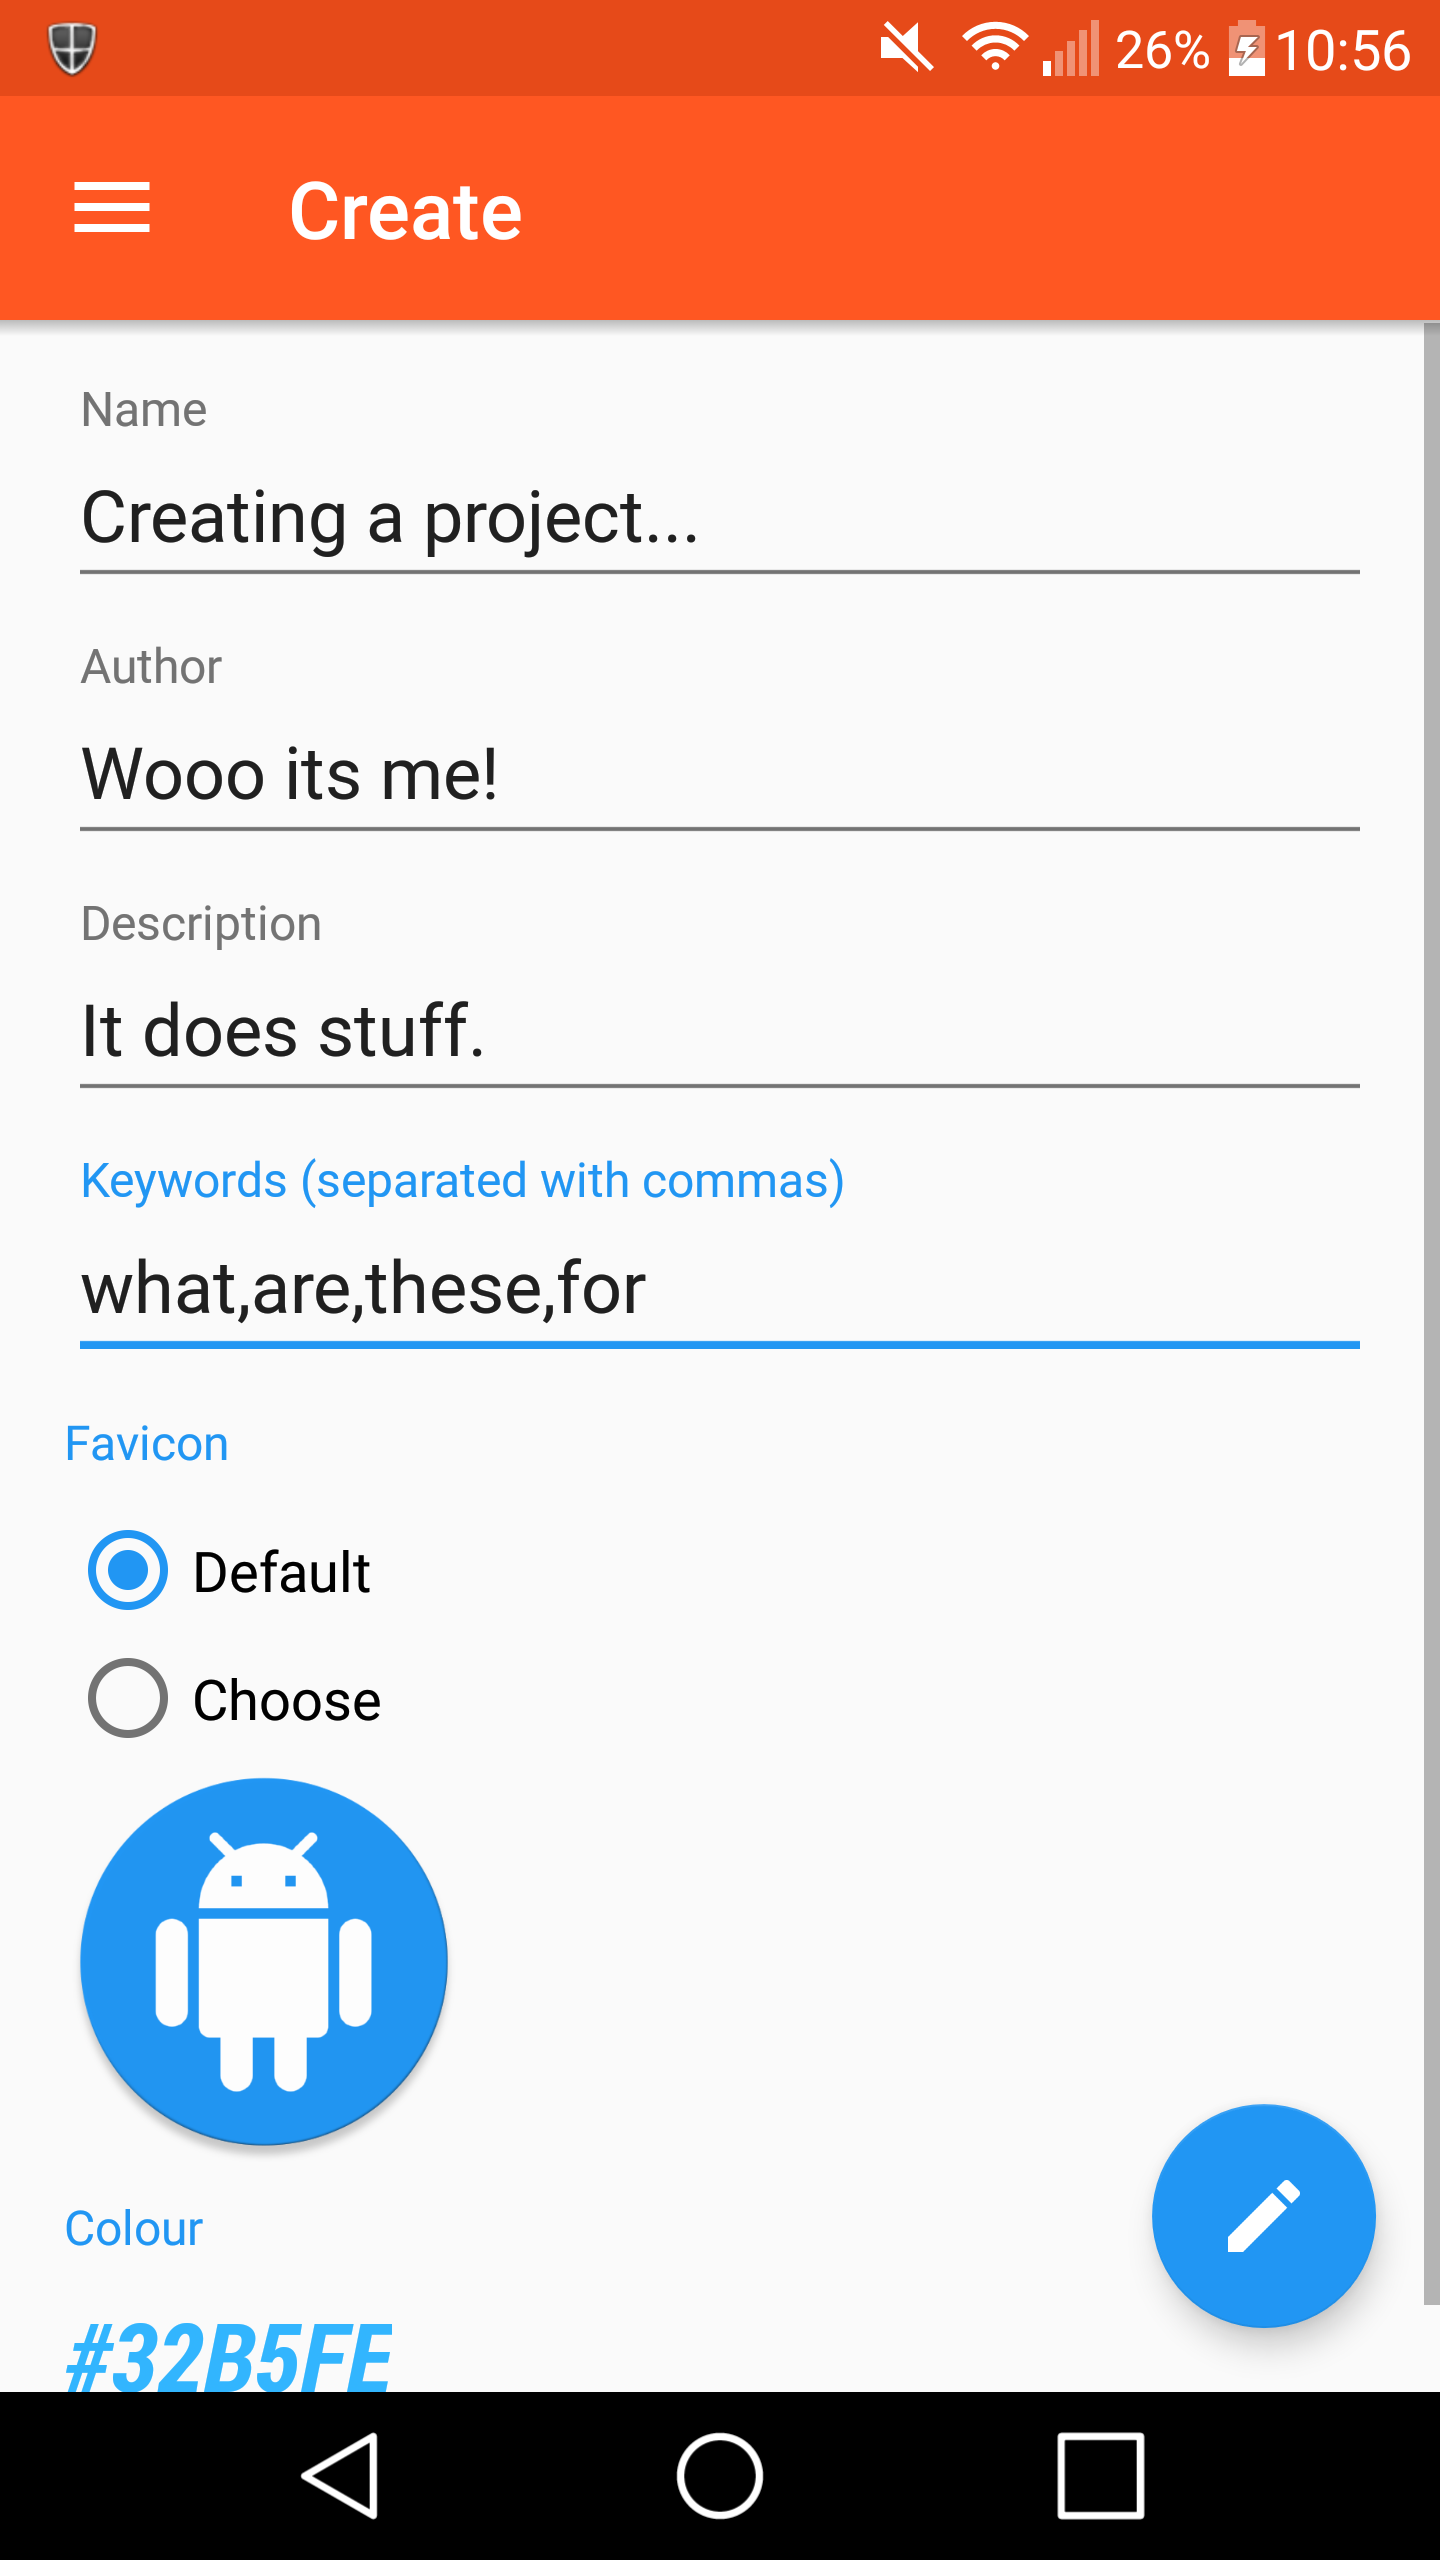 26% 10:56
Create
Name
Creating a project...
Author
Wooo its me!
Description
It does stuff.
Keywords (separated with commas)
what,are,these,for
Favicon
Default
Choose
Colour
#32B5FE